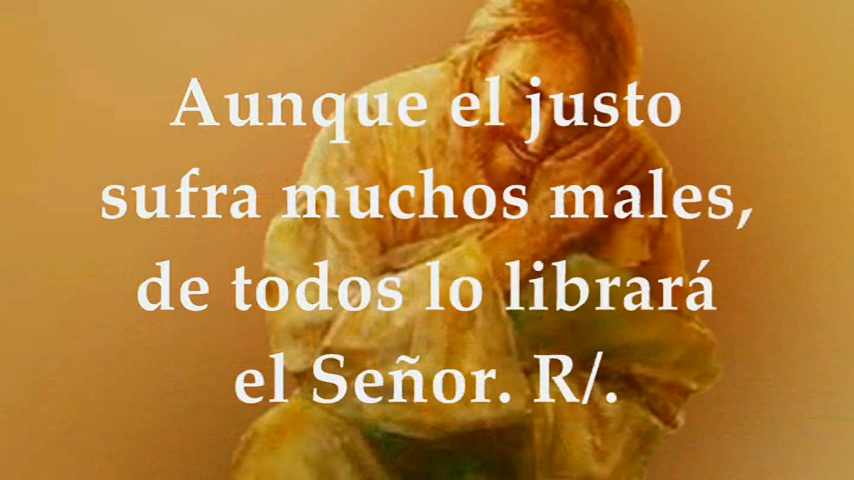 Aunque el justo
sufra muchos males,
de todos lo librará
el Señor. R/.